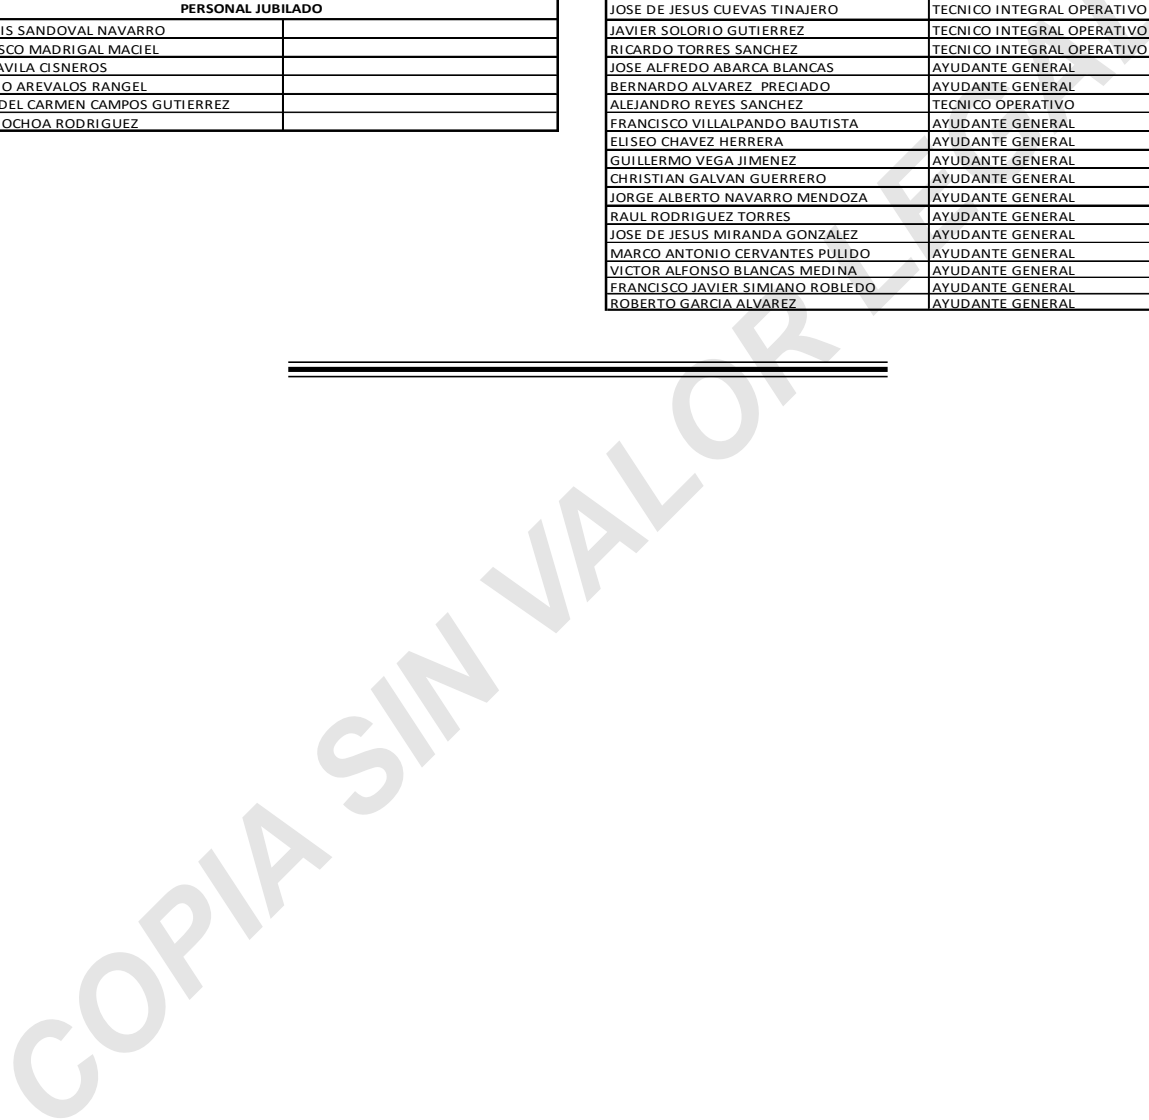 PERSONAL JUBILADO
IS SANDOVAL NAVARRO
SCO MADRIGAL MACIEL
AVILA CISNEROS
O AREVALOS RANGEL
DEL CARMEN CAMPOS GUTIERREZ
OCHOA RODRIGUEZ
JOSE DE JESUS CUEVAS TINAJERO TECNICO INTEGRAL OPERATIVO
JAVIER SOLORIO GUTIERREZ TECNICO INTEGRAL OPERATIVO
RICARDO TORRES SANCHEZ TECNICO INTEGRAL OPERATIVO
JOSE ALFREDO ABARCA BLANCAS AYUDANTE GENERAL
BERNARDO ALVAREZ  PRECIADO AYUDANTE GENERAL
ALEJANDRO REYES SANCHEZ TECNICO OPERATIVO
FRANCISCO VILLALPANDO BAUTISTA AYUDANTE GENERAL
ELISEO CHAVEZ HERRERA AYUDANTE GENERAL
GUILLERMO VEGA JIMENEZ AYUDANTE GENERAL
CHRISTIAN GALVAN GUERRERO AYUDANTE GENERAL
JORGE ALBERTO NAVARRO MENDOZA AYUDANTE GENERAL
RAUL RODRIGUEZ TORRES AYUDANTE GENERAL
JOSE DE JESUS MIRANDA GONZALEZ AYUDANTE GENERAL
MARCO ANTONIO CERVANTES PULIDO AYUDANTE GENERAL
VICTOR ALFONSO BLANCAS MEDINA AYUDANTE GENERAL
FRANCISCO JAVIER SIMIANO ROBLEDO AYUDANTE GENERAL
ROBERTO GARCIA ALVAREZ AYUDANTE GENERAL
COPIA SIN VALOR LEGAL